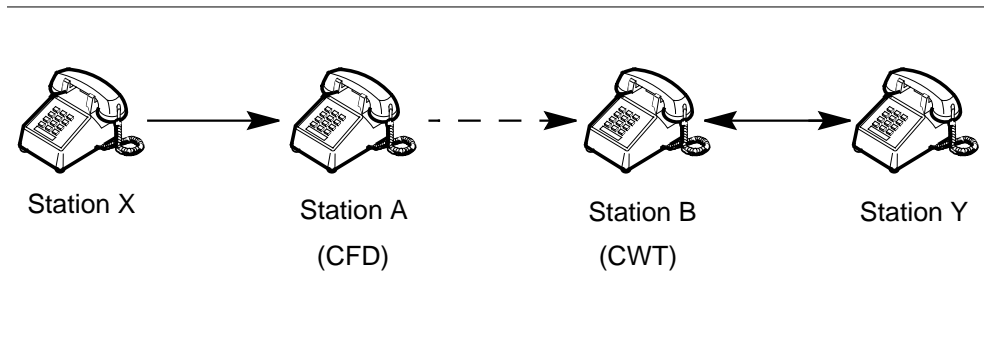 Station X
Station A
(CFD)
Station B
(CWT)
Station Y